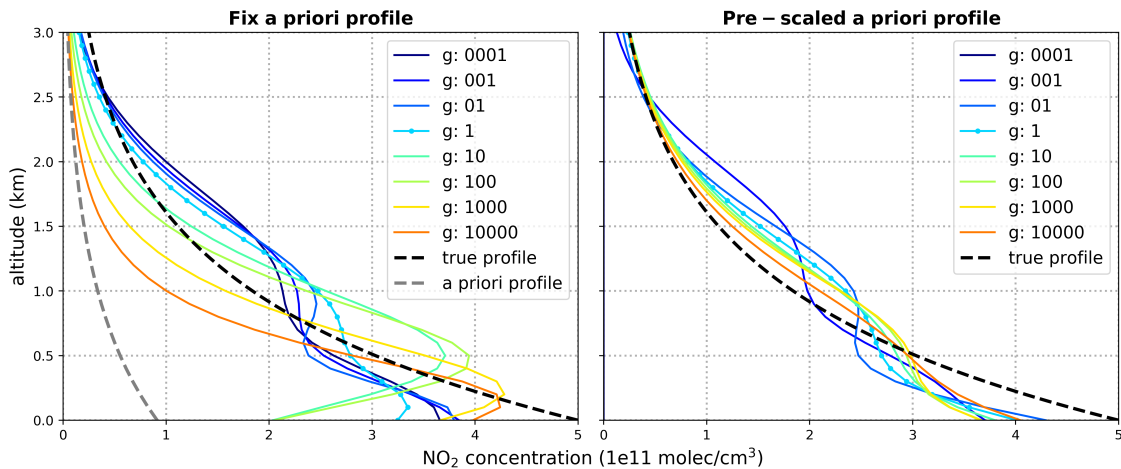 Fix a priori profile
Pre − scaled a priori profile
altitude (km)
3.0
2.5
2.0
1.5
1.0
0.5
0.0
g: 0001
g: 001
g: 01
g: 1
g: 10
g: 100
g: 1000
g: 10000
true profile
a priori profile
g: 0001
g: 001
g: 01
g: 1
g: 10
g: 100
g: 1000
g: 10000
true profile
0 1 2 3 4 5
0 1 2 3 4 5
NO₂ concentration (1e11 molec/cm³)